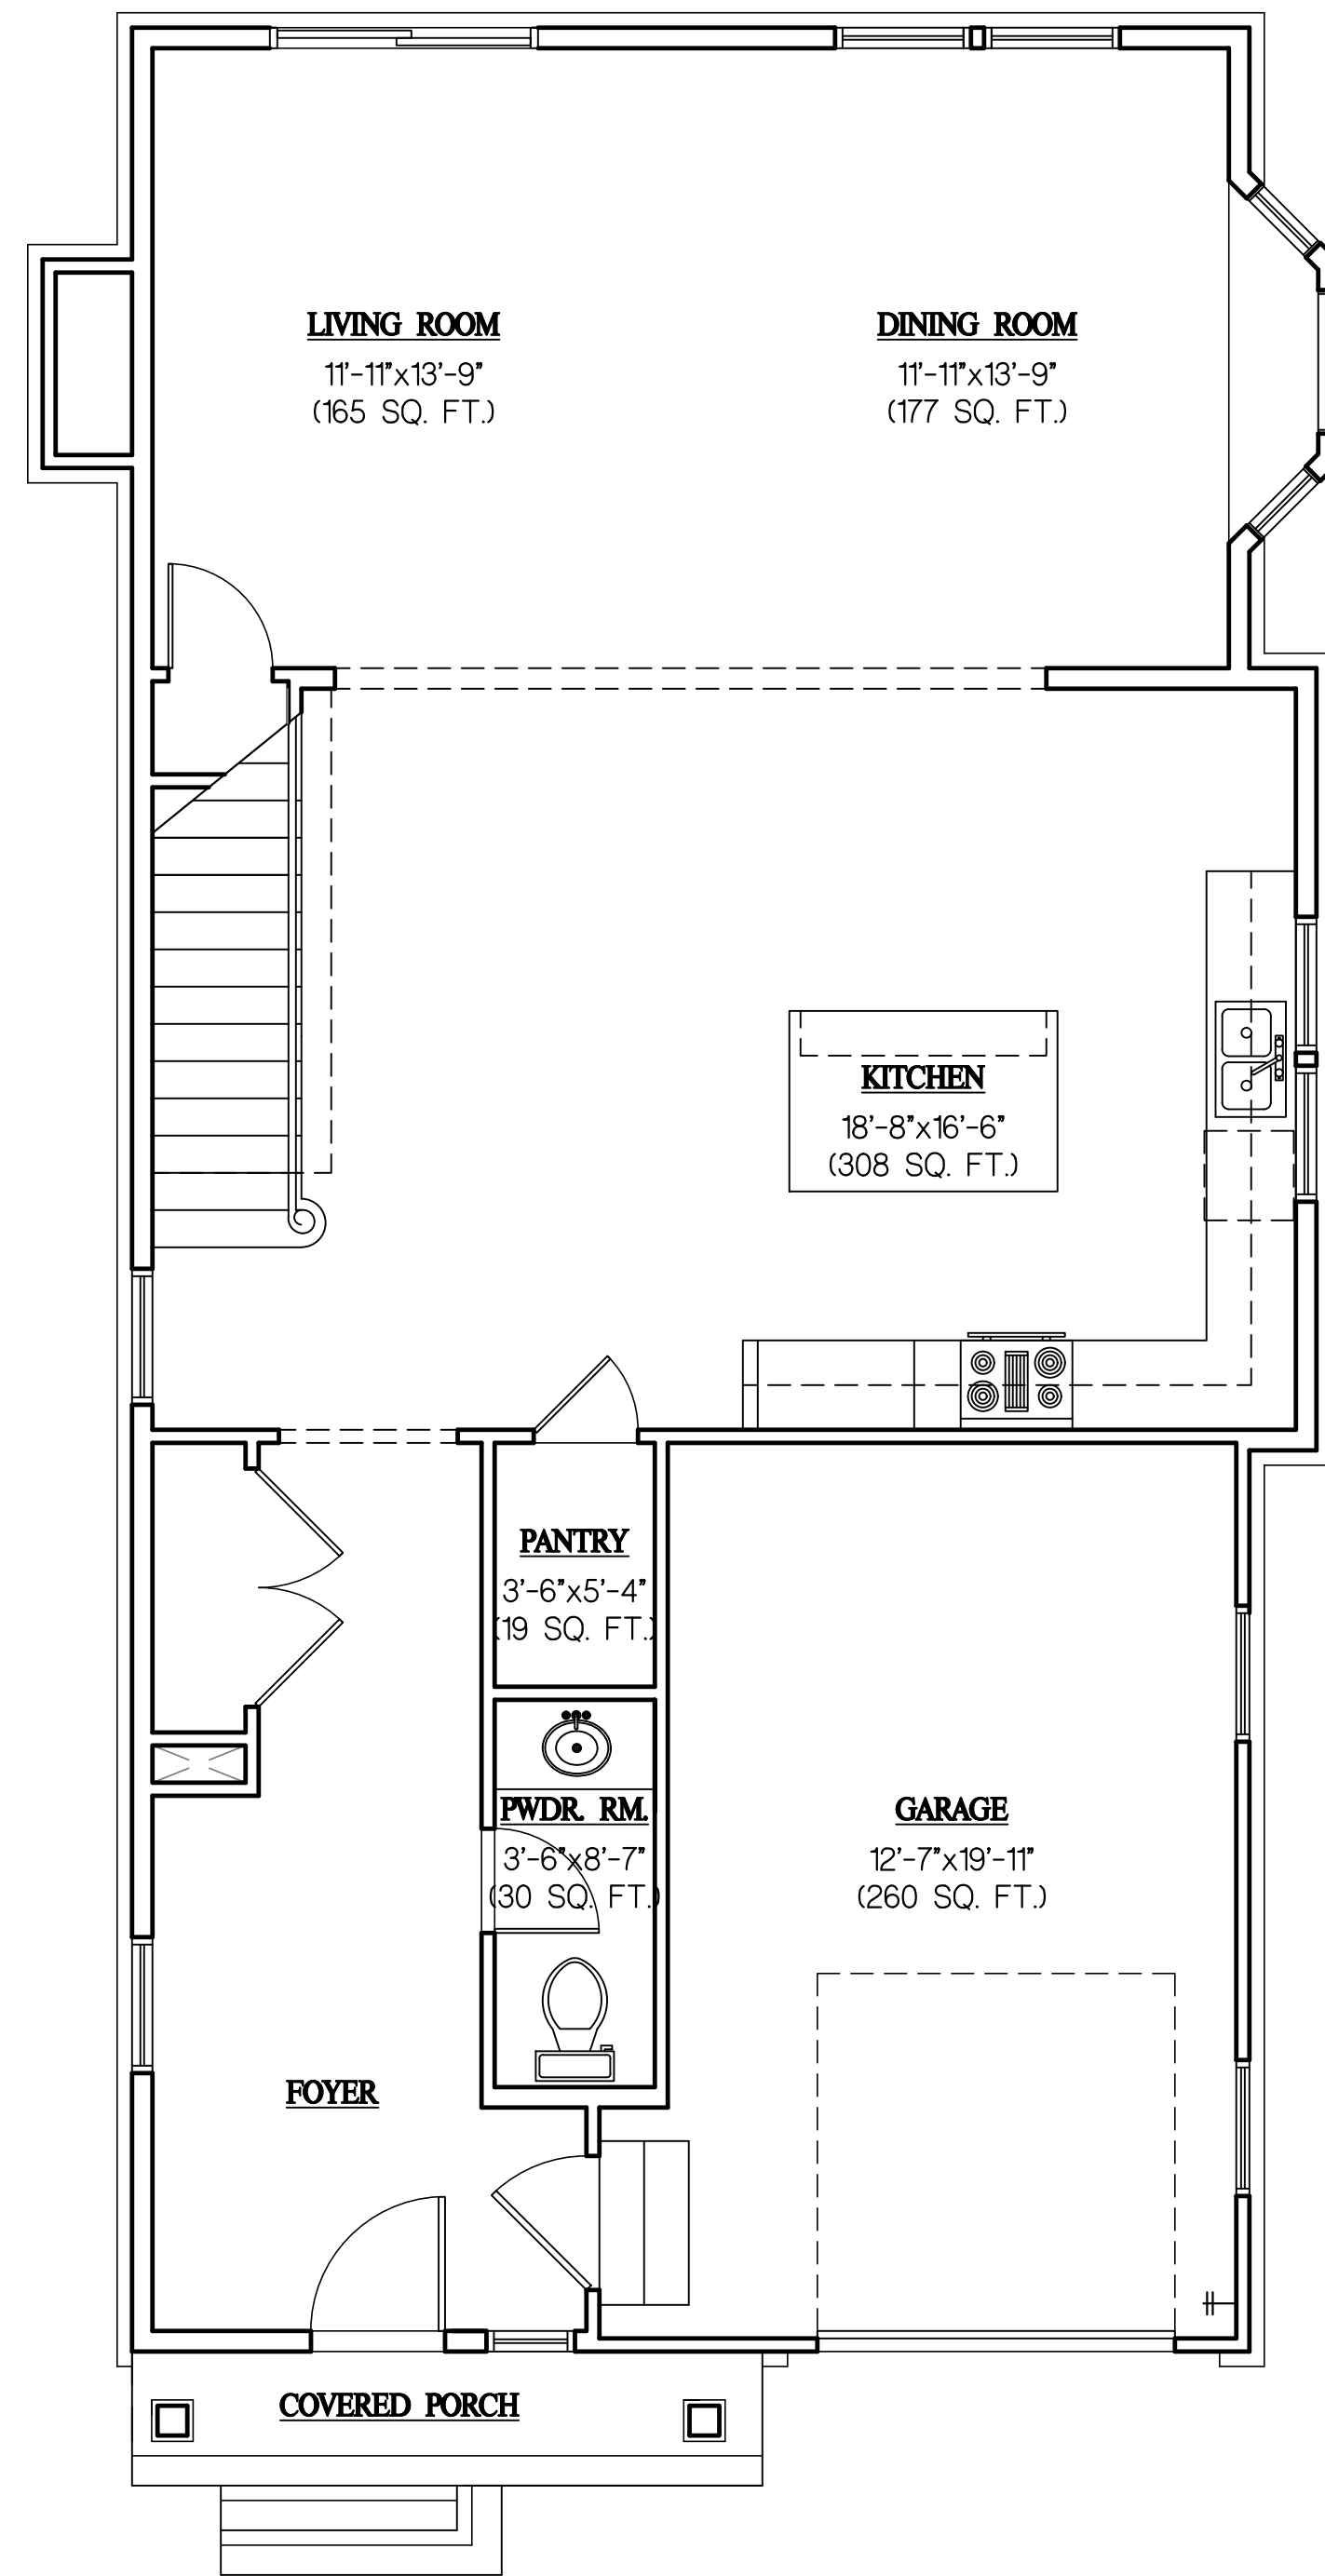 LIVING ROOM
11'-11"x13'-9"
(165 SQ. FT.)
DINING ROOM
11'-11"x13'-9"
(177 SQ. FT.)
KITCHEN
18'-8"x16'-6"
(308 SQ. FT.)
PANTRY
3'-6"x5'-4"
(19 SQ. FT.)
PWDR. RM.
3'-6"x8'-7"
(30 SQ. FT.)
GARAGE
12'-7"x19'-11"
(260 SQ. FT.)
FOYER
COVERED PORCH